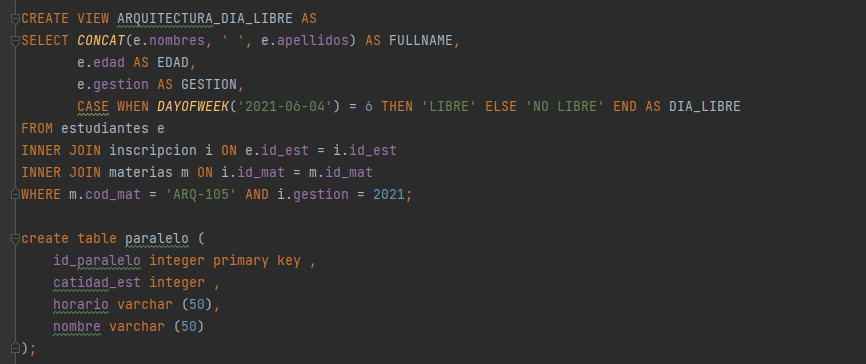 CREATE VIEW ARQUITECTURA_DIA_LIBRE AS
SELECT CONCAT(e.nombres, ' ', e.apellidos) AS FULLNAME,
e.edad AS EDAD,
e.gestion AS GESTION,
CASE WHEN DAYOFWEEK('2021-06-04') = 6 THEN 'LIBRE' ELSE 'NO LIBRE' END AS DIA_LIBRE
FROM estudiantes e
INNER JOIN inscripcion i ON e.id_est = i.id_est
INNER JOIN materias m ON i.id_mat = m.id_mat
WHERE m.cod_mat = 'ARQ-105' AND i.gestion = 2021;
create table paralelo (
id_paralelo integer primary key ,
catidad_est integer ,
horario varchar (50),
nombre varchar (50)
);